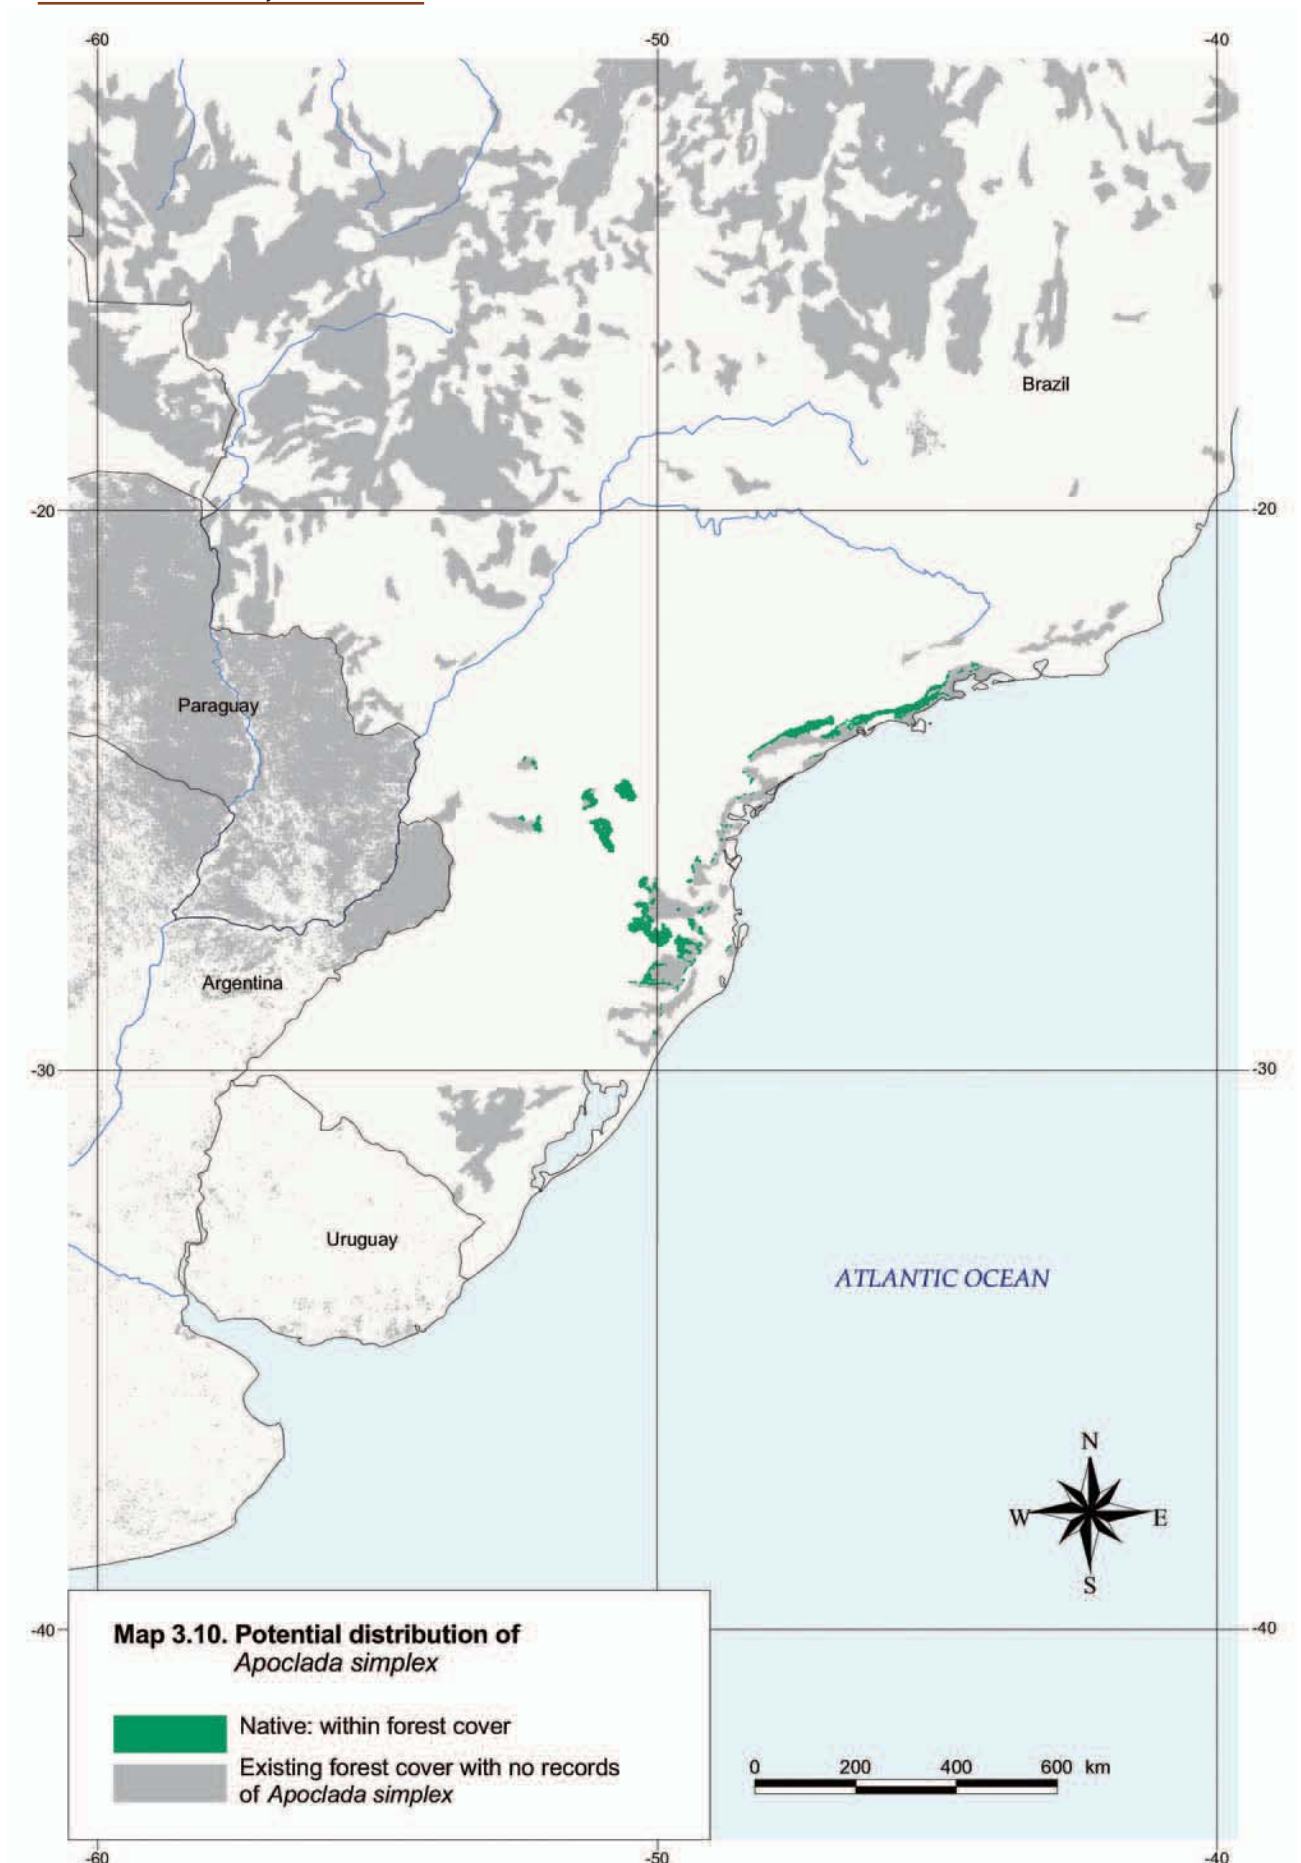 -60 -50 -40
Brazil
-20 -20
Paraguay
Argentina
-30 -30
Uruguay
ATLANTIC OCEAN
N
W E
S
Map 3.10. Potential distribution of
Apoclada simplex
-40 -40
Native: within forest cover
Existing forest cover with no records
of Apoclada simplex
0 200 400 600 km
-60 -50 -40